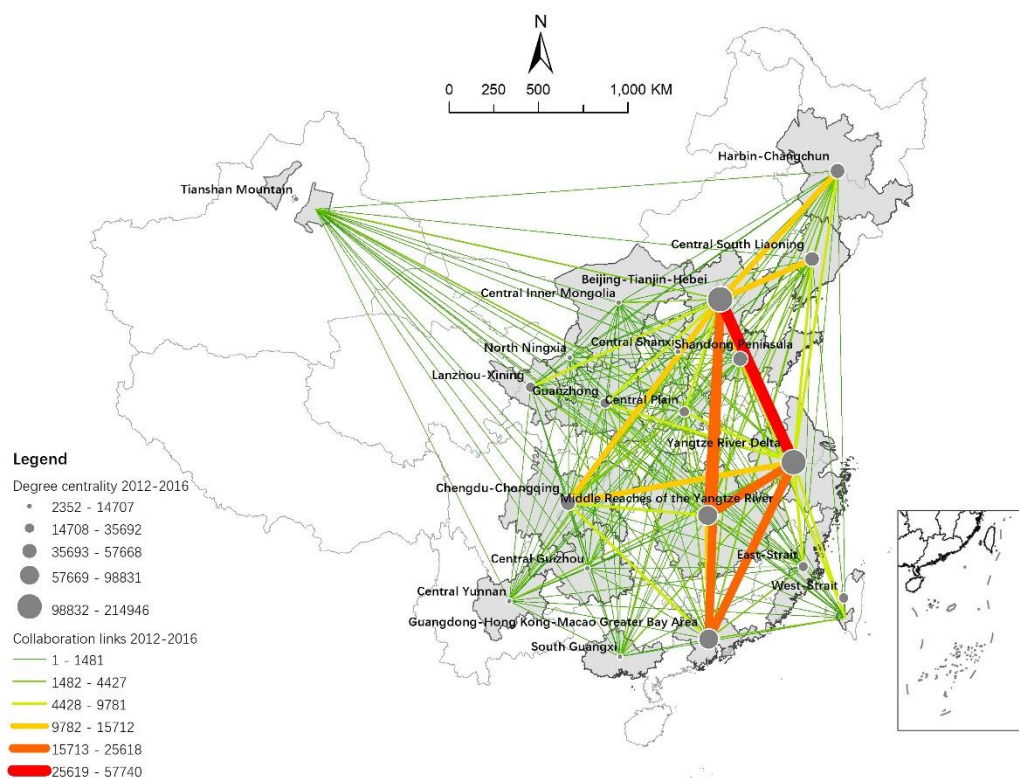 N
0 250 500 1,000 KM
Harbin-Changchun
Tianshan Mountain
Central South Liaoning
Beijing-Tianjin-Hebei
Central Inner Mongolia
North Ningxia
Central Shanxi
Shandong Peninsula
Lanzhou-Xining
Guanzhong
Central Plain
Yangtze River Delta
Chengdu-Chongqing
Middle Reaches of the Yangtze River
East-Strait
Central Guizhou
West-Strait
Central Yunnan
Guangdong-Hong Kong-Macao Greater Bay Area
South Guangxi
Legend
Degree centrality 2012-2016
2352 - 14707
14708 - 35692
35693 - 57668
57669 - 98831
98832 - 214946
Collaboration links 2012-2016
1 - 1481
1482 - 4427
4428 - 9781
9782 - 15712
15713 - 25618
25619 - 57740